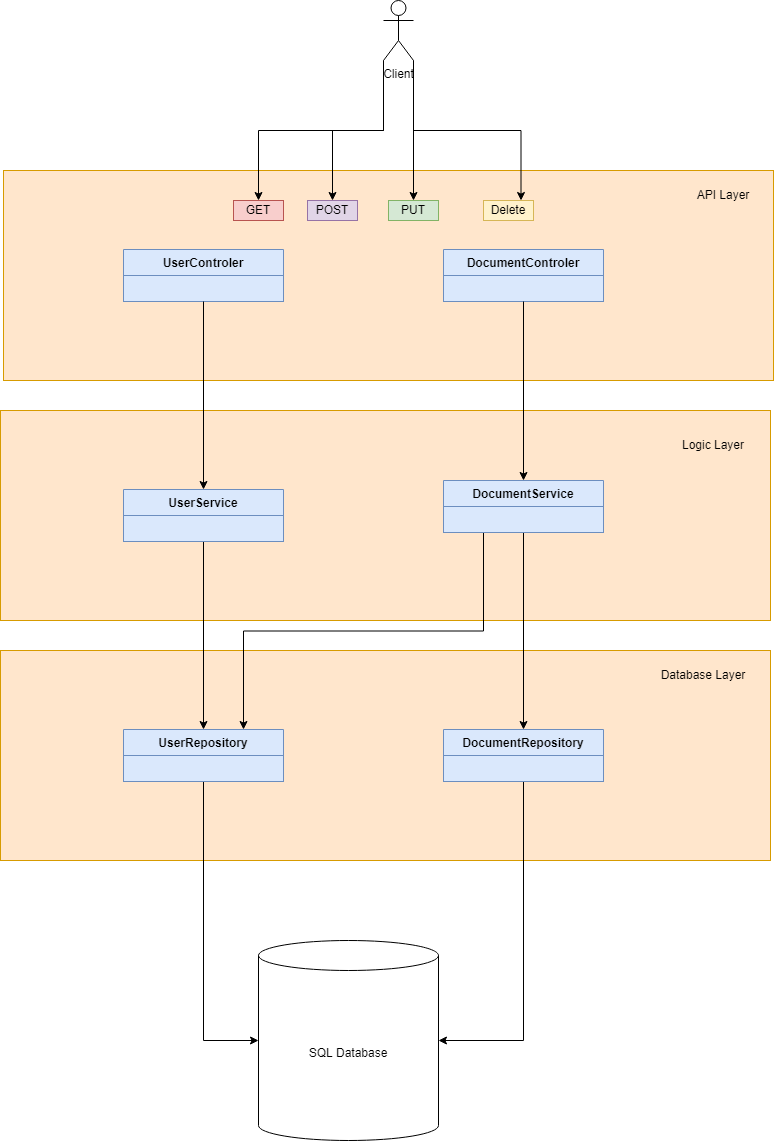 Client
API Layer
GET
POST
PUT
Delete
UserControler
DocumentControler
Logic Layer
UserService
DocumentService
Database Layer
UserRepository
DocumentRepository
SQL Database